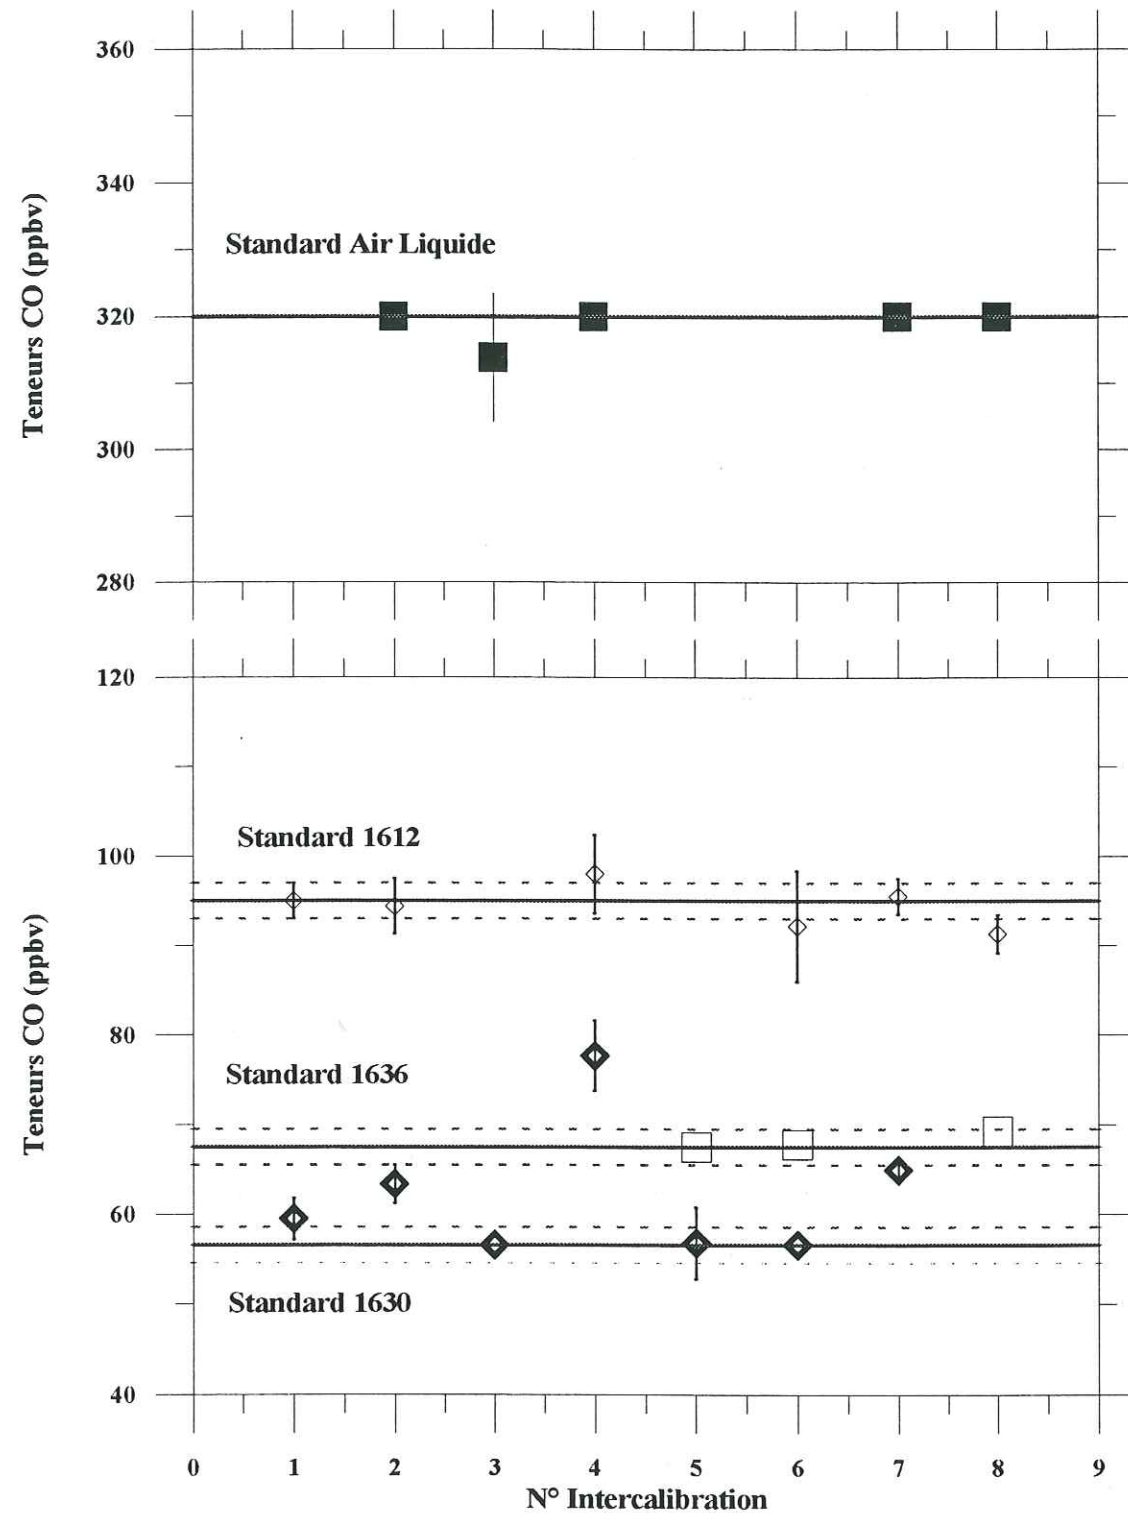 360
340
320
300
280
Teneurs CO (ppbv)
Standard Air Liquide
120
100
80
60
40
Teneurs CO (ppbv)
Standard 1612
Standard 1636
Standard 1630
0 1 2 3 4 5 6 7 8 9
N° Intercalibration